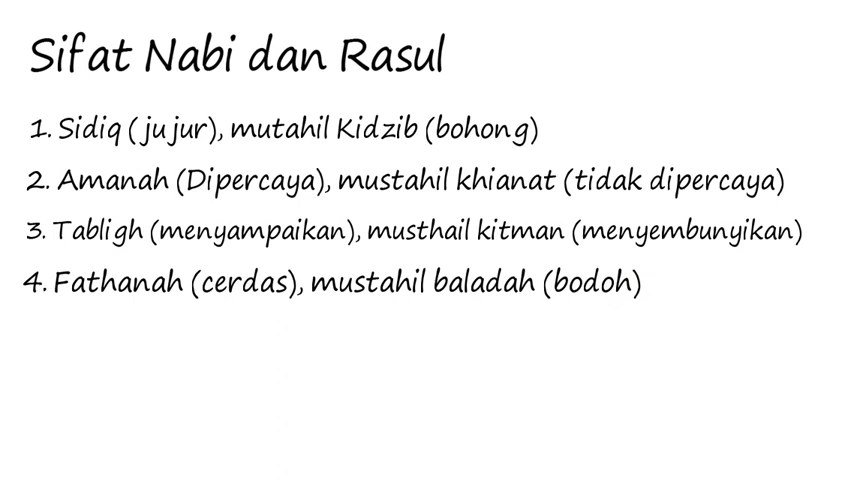 Sifat Nabi dan Rasul
1. Sidiq (jujur), mutahil Kidzib (bohong)
2. Amanah (Dipercaya), mustahil khianat (tidak dipercaya)
3. Tabligh (menyampaikan), musthail kitman (menyembunyikan)
4. Fathanah (cerdas), mustahil baladah (bodoh)